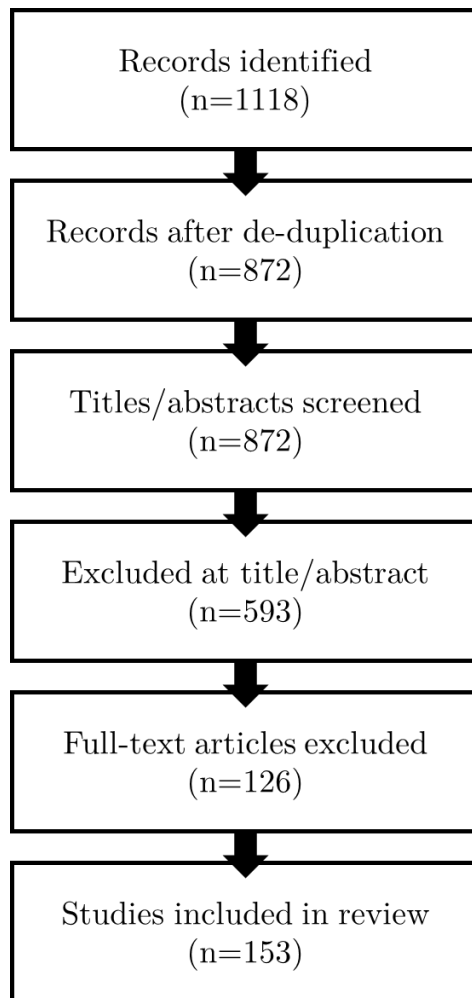 Records identified
(n=1118)
Records after de-duplication
(n=872)
Titles/abstracts screened
(n=872)
Excluded at title/abstract
(n=593)
Full-text articles excluded
(n=126)
Studies included in review
(n=153)